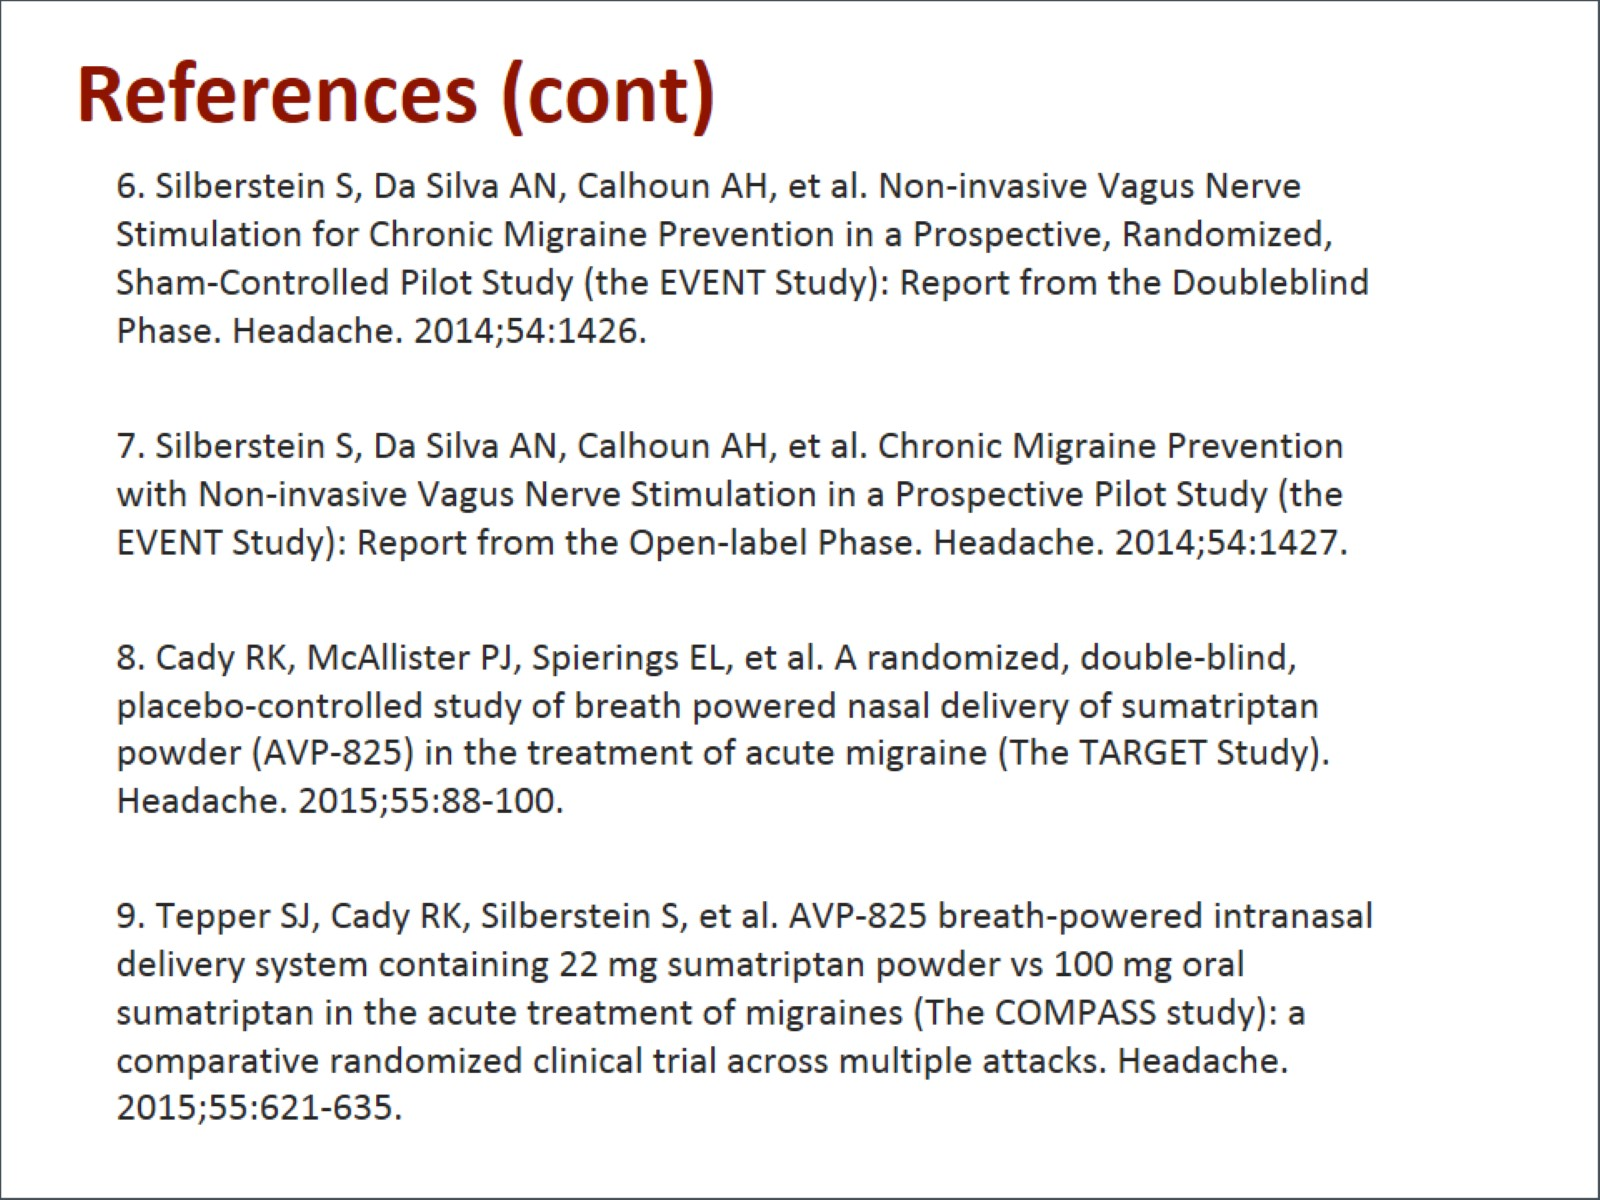 References (cont)
6. Silberstein S, Da Silva AN, Calhoun AH, et al. Non-invasive Vagus Nerve
Stimulation for Chronic Migraine Prevention in a Prospective, Randomized,
Sham-Controlled Pilot Study (the EVENT Study): Report from the Doubleblind
Phase. Headache. 2014;54:1426.
7. Silberstein S, Da Silva AN, Calhoun AH, et al. Chronic Migraine Prevention
with Non-invasive Vagus Nerve Stimulation in a Prospective Pilot Study (the
EVENT Study): Report from the Open-label Phase. Headache. 2014;54:1427.
8. Cady RK, McAllister PJ, Spierings EL, et al. A randomized, double-blind,
placebo-controlled study of breath powered nasal delivery of sumatriptan
powder (AVP-825) in the treatment of acute migraine (The TARGET Study).
Headache. 2015;55:88-100.
9. Tepper SJ, Cady RK, Silberstein S, et al. AVP-825 breath-powered intranasal
delivery system containing 22 mg sumatriptan powder vs 100 mg oral
sumatriptan in the acute treatment of migraines (The COMPASS study): a
comparative randomized clinical trial across multiple attacks. Headache.
2015;55:621-635.